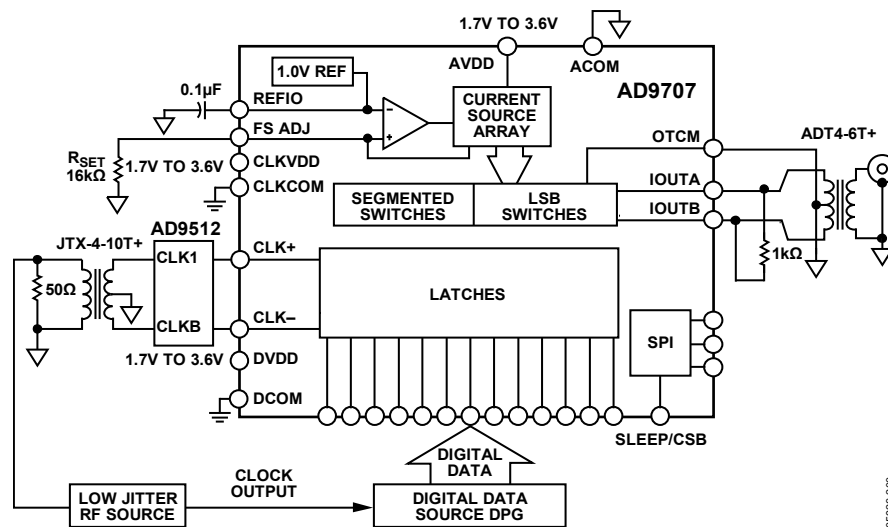 1.7V TO 3.6V
AVDD
ACOM
1.0V REF
AD9707
0.1µF
REFIO
CURRENT
SOURCE
ARRAY
FS ADJ
OTCM
ADT4-6T+
RSET
16kΩ
1.7V TO 3.6V
CLKVDD
CLKCOM
IOUTA
SEGMENTED
SWITCHES
LSB
SWITCHES
IOUTB
AD9512
JTX-4-10T+
CLK1
CLK+
1kΩ
50Ω
LATCHES
CLKB
CLK–
SPI
1.7V TO 3.6V
DVDD
DCOM
SLEEP/CSB
DIGITAL
DATA
CLOCK
OUTPUT
LOW JITTER
RF SOURCE
DIGITAL DATA
SOURCE DPG